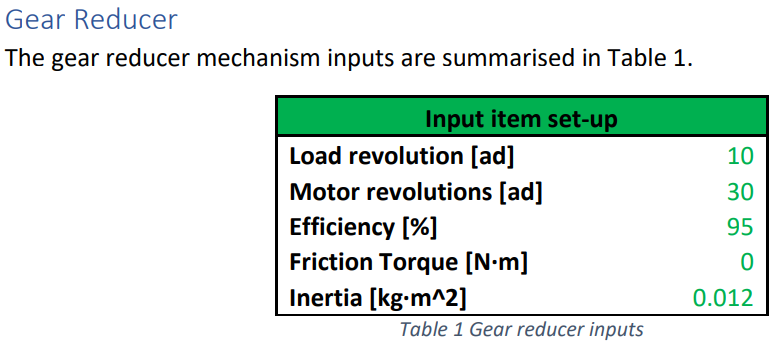 Gear Reducer
The gear reducer mechanism inputs are summarised in Table 1.
Input item set-up
Load revolution [ad] 10
Motor revolutions [ad] 30
Efficiency [%] 95
Friction Torque [N·m] 0
Inertia [kg·m^2] 0.012
Table 1 Gear reducer inputs